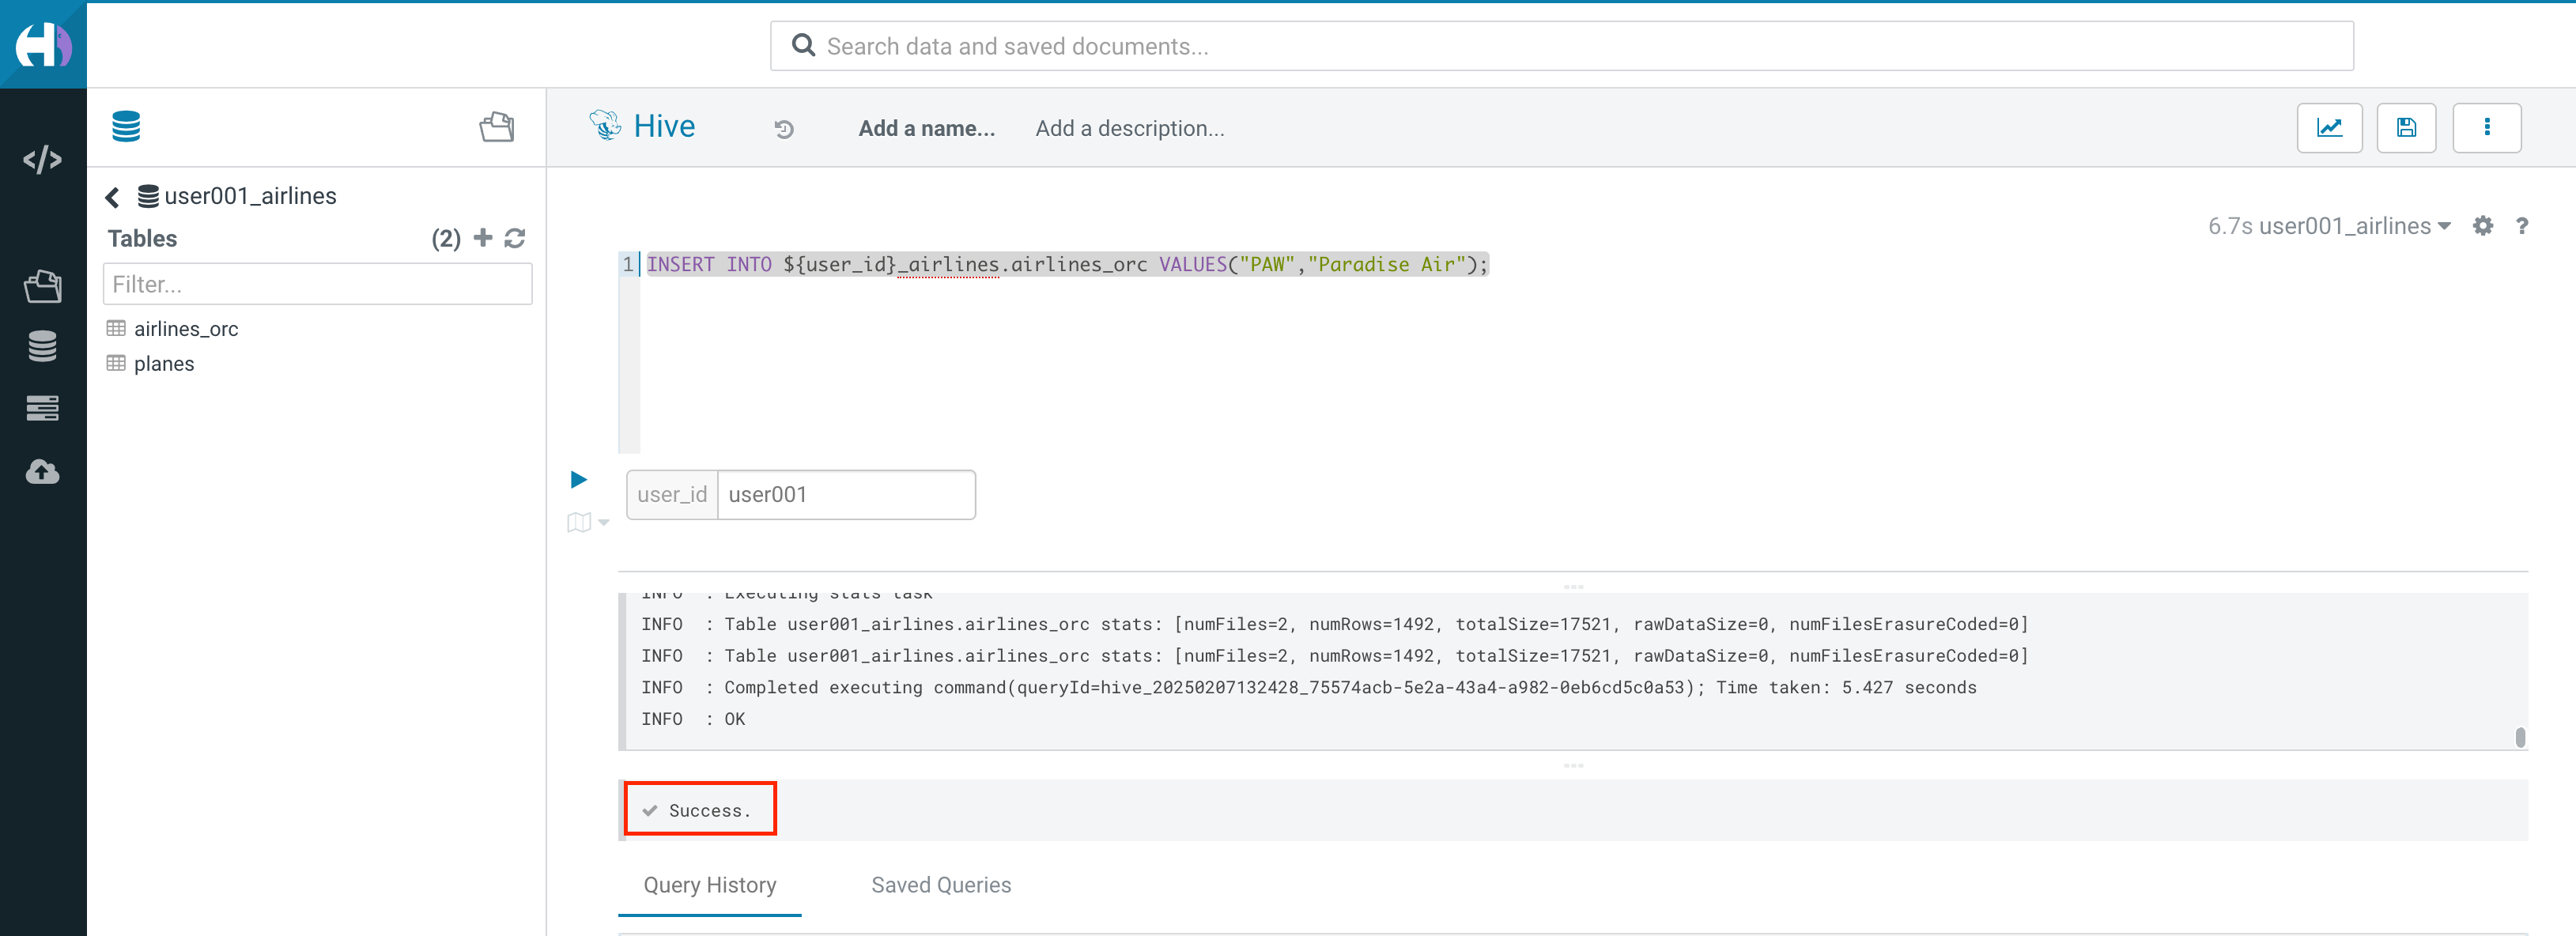 Search data and saved documents...
Hive
Add a name...
Add a description...
user001_airlines
Tables (2)
Filter...
airlines_orc
planes
6.7s user001_airlines ?
1 INSERT INTO ${user_id}_airlines.airlines_orc VALUES("PAW","Paradise Air");
user_id user001
INFO : Executing stats task
INFO : Table user001_airlines.airlines_orc stats: [numFiles=2, numRows=1492, totalSize=17521, rawDataSize=0, numFilesErasureCoded=0]
INFO : Table user001_airlines.airlines_orc stats: [numFiles=2, numRows=1492, totalSize=17521, rawDataSize=0, numFilesErasureCoded=0]
INFO : Completed executing command(queryId=hive_20250207132428_75574acb-5e2a-43a4-a982-0eb6cd5c0a53); Time taken: 5.427 seconds
INFO : OK
Success.
Query History
Saved Queries